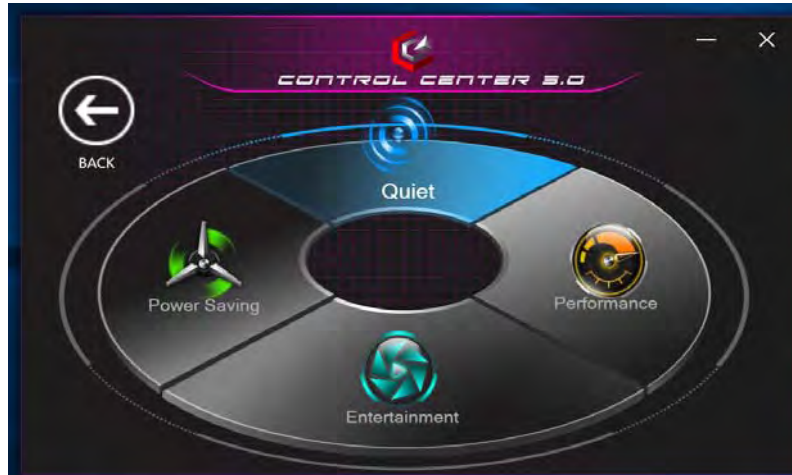 CONTROL CENTER 3.0
BACK
Quiet
Power Saving
Performance
Entertainment